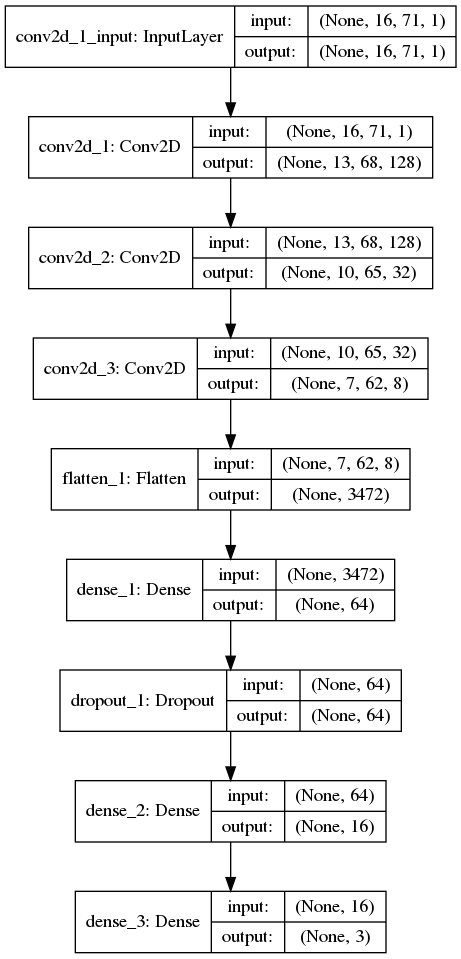 conv2d_1_input: InputLayer
input:
(None, 16, 71, 1)
output:
(None, 16, 71, 1)
conv2d_1: Conv2D
input:
(None, 16, 71, 1)
output:
(None, 13, 68, 128)
conv2d_2: Conv2D
input:
(None, 13, 68, 128)
output:
(None, 10, 65, 32)
conv2d_3: Conv2D
input:
(None, 10, 65, 32)
output:
(None, 7, 62, 8)
flatten_1: Flatten
input:
(None, 7, 62, 8)
output:
(None, 3472)
dense_1: Dense
input:
(None, 3472)
output:
(None, 64)
dropout_1: Dropout
input:
(None, 64)
output:
(None, 64)
dense_2: Dense
input:
(None, 64)
output:
(None, 16)
dense_3: Dense
input:
(None, 16)
output:
(None, 3)